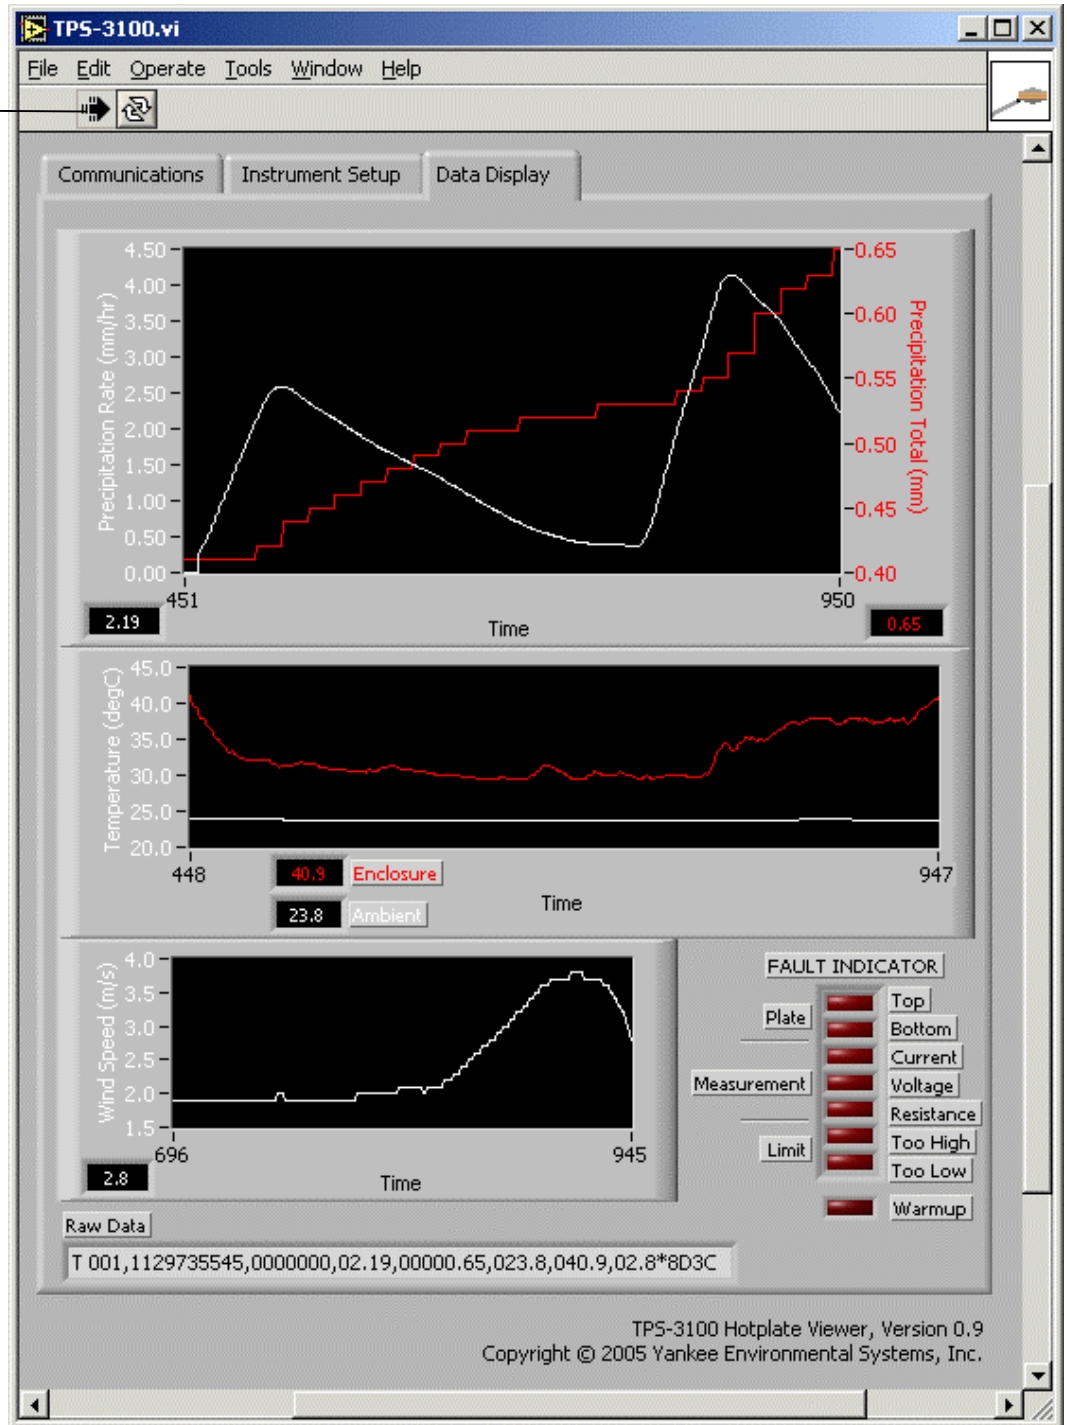 TPS-3100.vi
File Edit Operate Tools Window Help
Communications Instrument Setup Data Display
4.50
4.00
3.50
3.00
2.50
2.00
1.50
1.00
0.50
0.00
Precipitation Rate (mm/hr)
0.65
0.60
0.55
0.50
0.45
0.40
Precipitation Total (mm)
451 950
2.19 Time 0.65
45.0
40.0
35.0
30.0
25.0
20.0
Temperature (degC)
448 947
40.9 Enclosure
23.8 Ambient
Time
4.0
3.5
3.0
2.5
2.0
1.5
Wind Speed (m/s)
696 945
2.8 Time
FAULT INDICATOR
Plate
Measurement
Limit
Top
Bottom
Current
Voltage
Resistance
Too High
Too Low
Warmup
Raw Data
T 001,1129735545,0000000,02.19,00000.65,023.8,040.9,02.8*8D3C
TPS-3100 Hotplate Viewer, Version 0.9
Copyright © 2005 Yankee Environmental Systems, Inc.